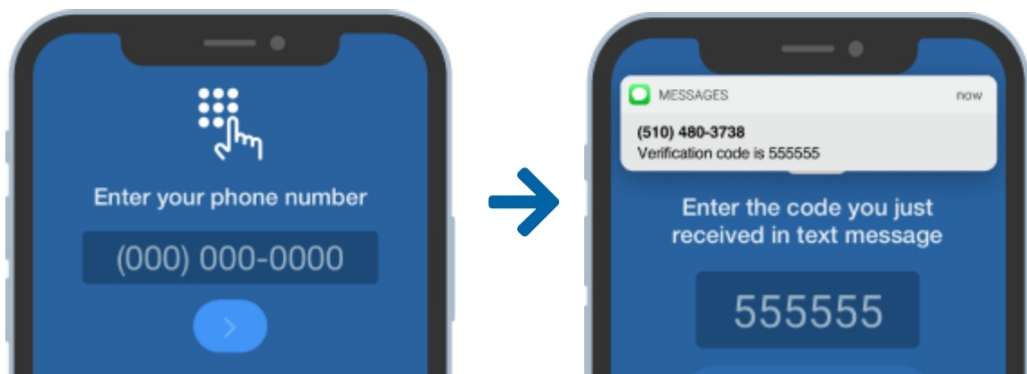 Enter your phone number
(000) 000-0000
MESSAGES
now
(510) 480-3738
Verification code is 555555
Enter the code you just
received in text message
555555